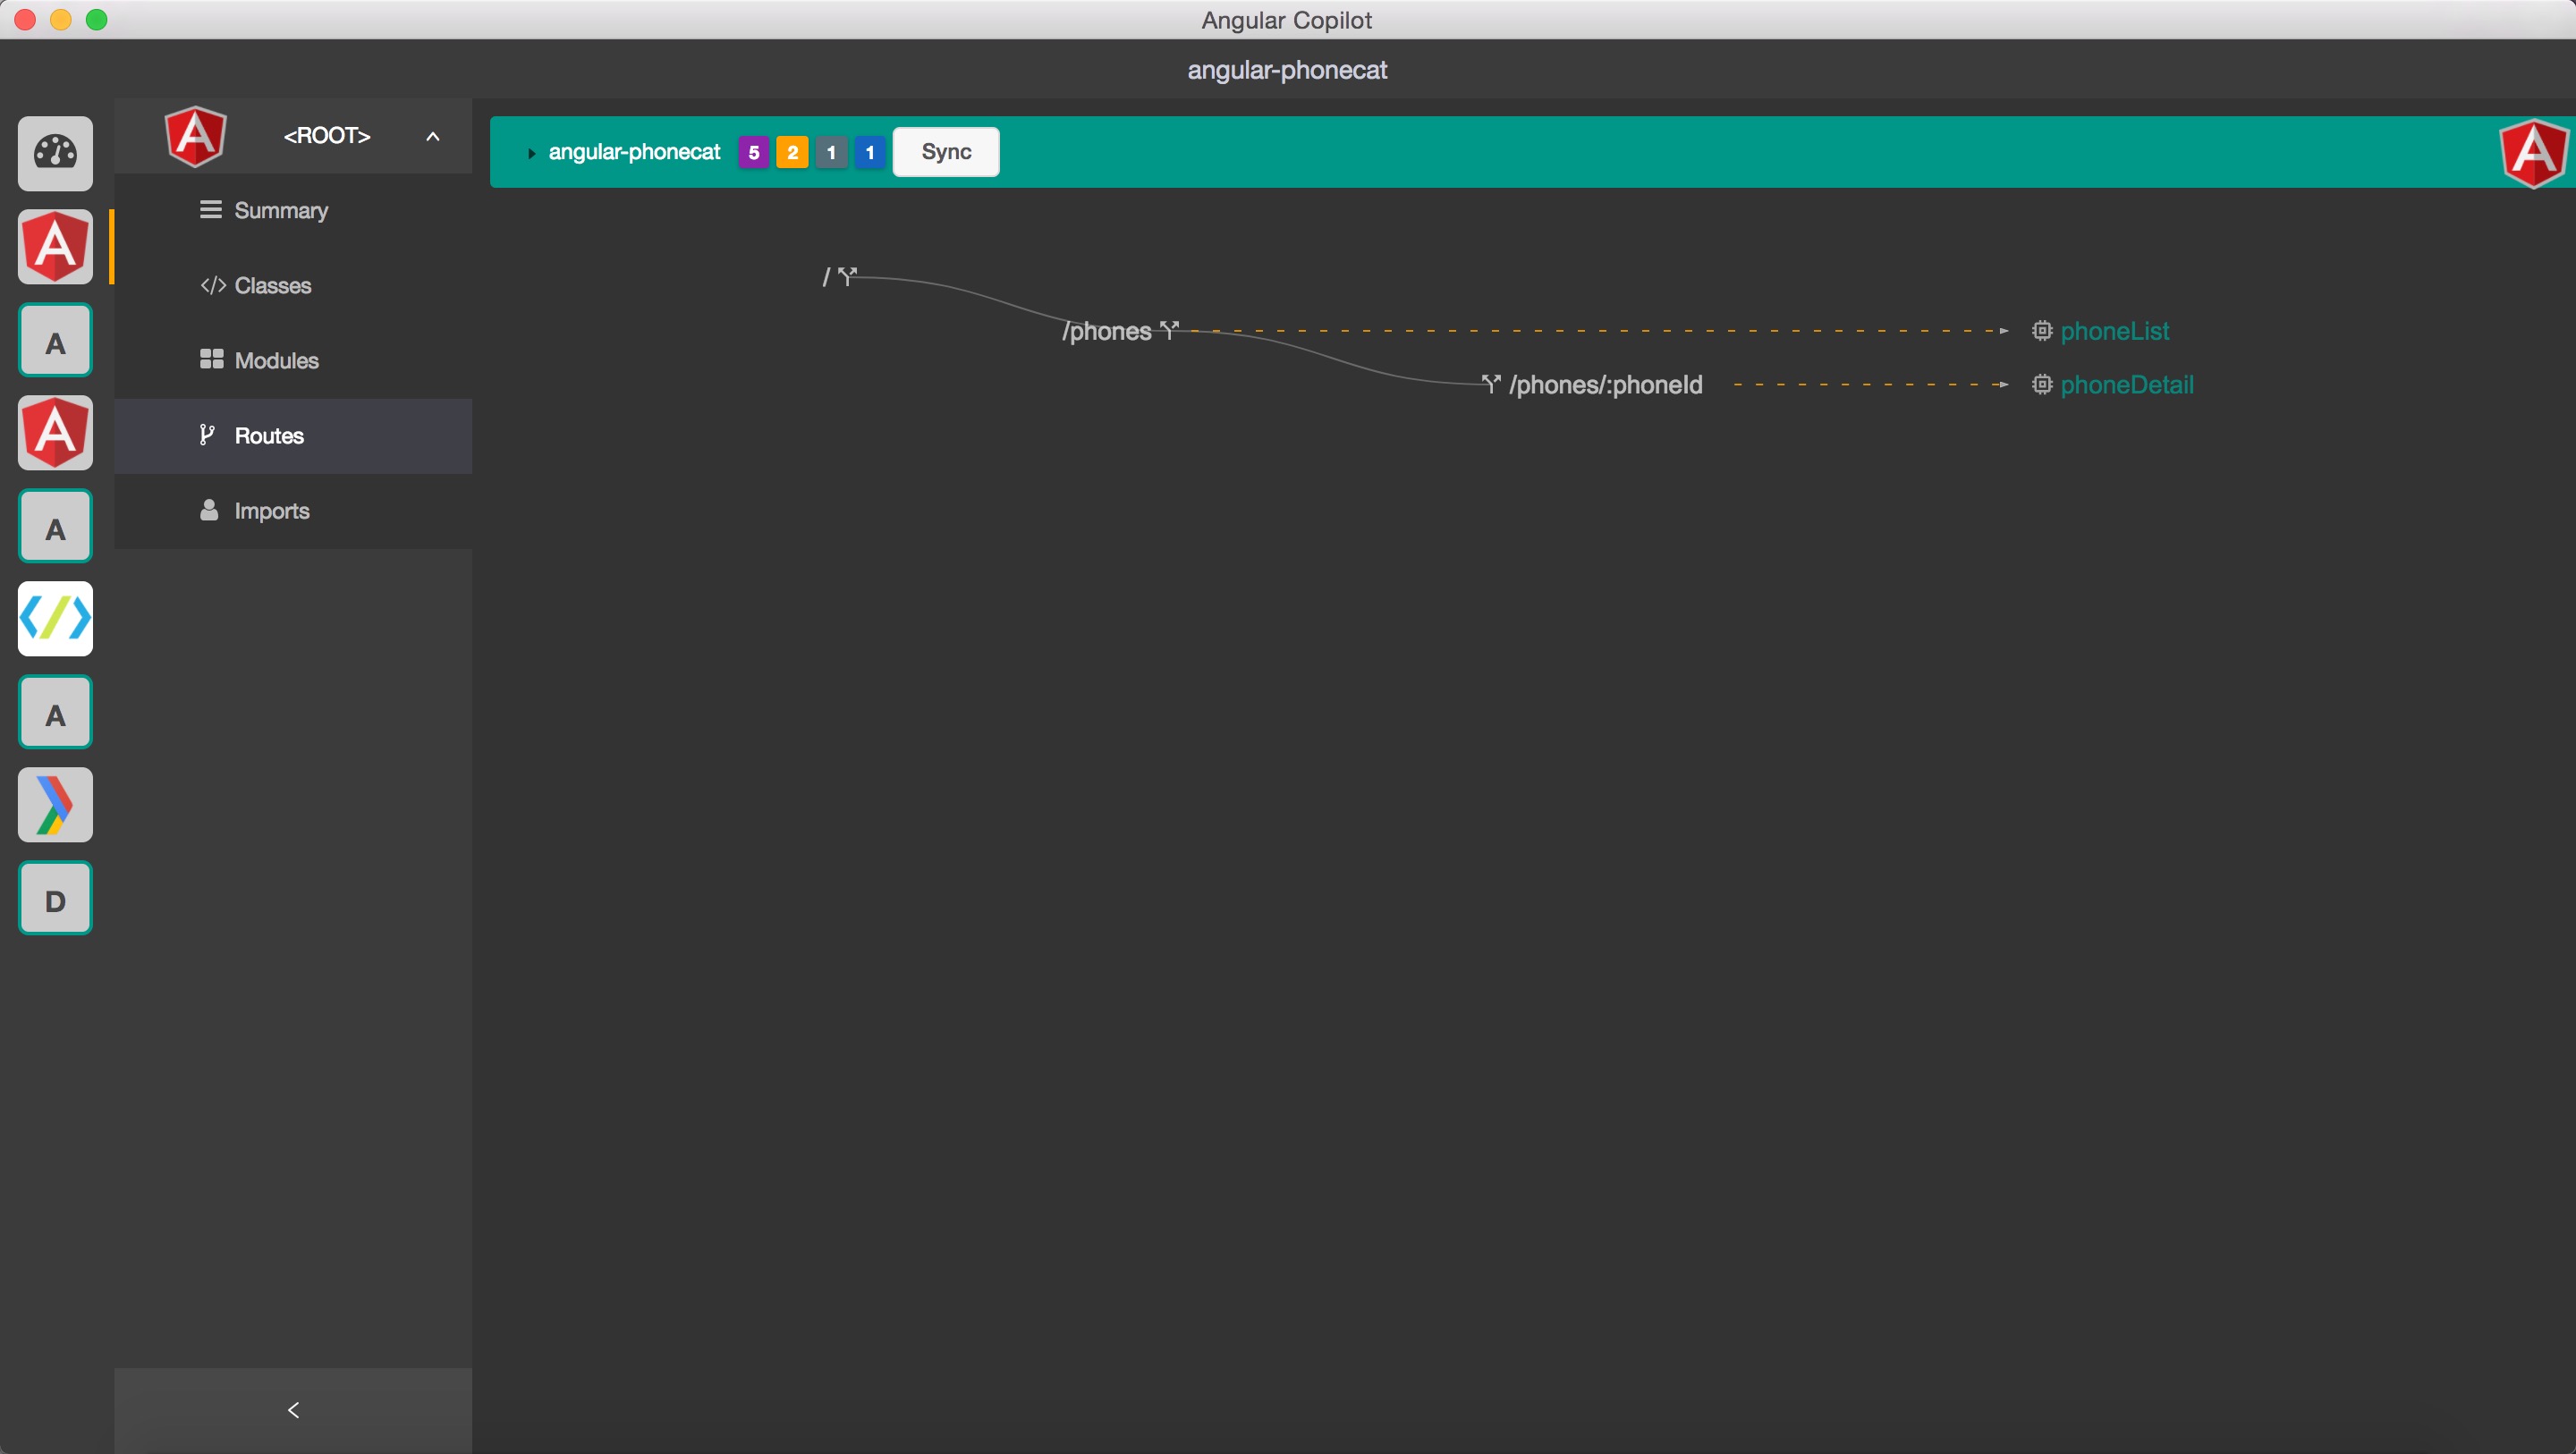 Angular Copilot
angular-phonecat
<ROOT>
Summary
</> Classes
Modules
Routes
Imports
A
A
A
A
A
D
angular-phonecat 5 2 1 1 Sync
A
/
/phones
phoneList
/phones/:phoneId
phoneDetail